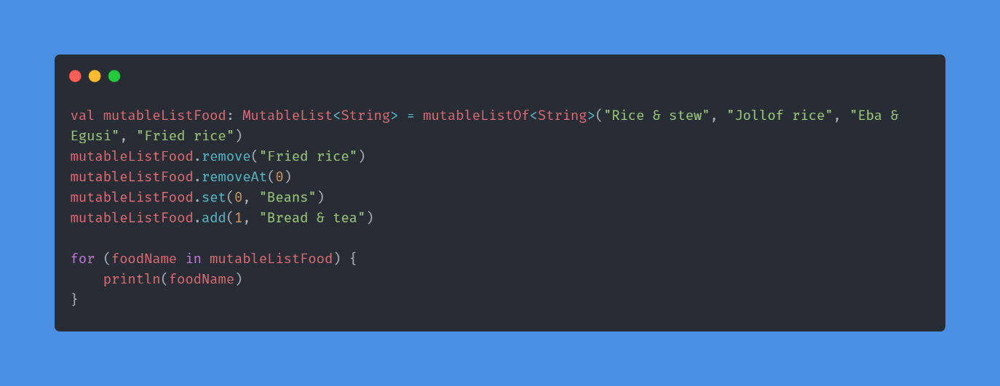 val mutableListFood: MutableList<String> = mutableListOf<String>("Rice & stew", "Jollof rice", "Eba &
Egusi", "Fried rice")
mutableListFood.remove("Fried rice")
mutableListFood.removeAt(0)
mutableListFood.set(0, "Beans")
mutableListFood.add(1, "Bread & tea")

for (foodName in mutableListFood) {
    println(foodName)
}